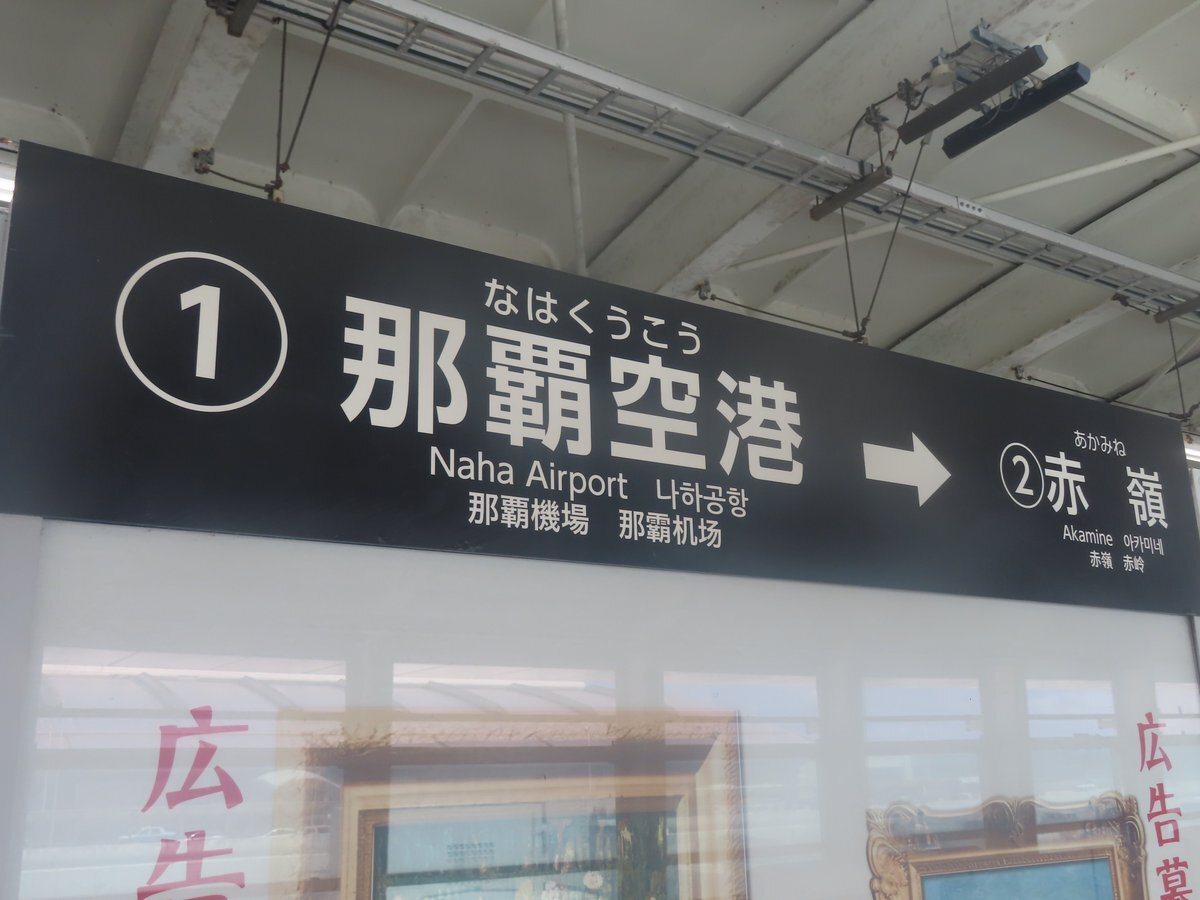 ① なはくうこう
那覇空港
Naha Airport 나하공항
那覇機場 那霸机场
→
あかみね
②赤嶺
Akamine 아카미네
赤嶺 赤岭
広告
広告募